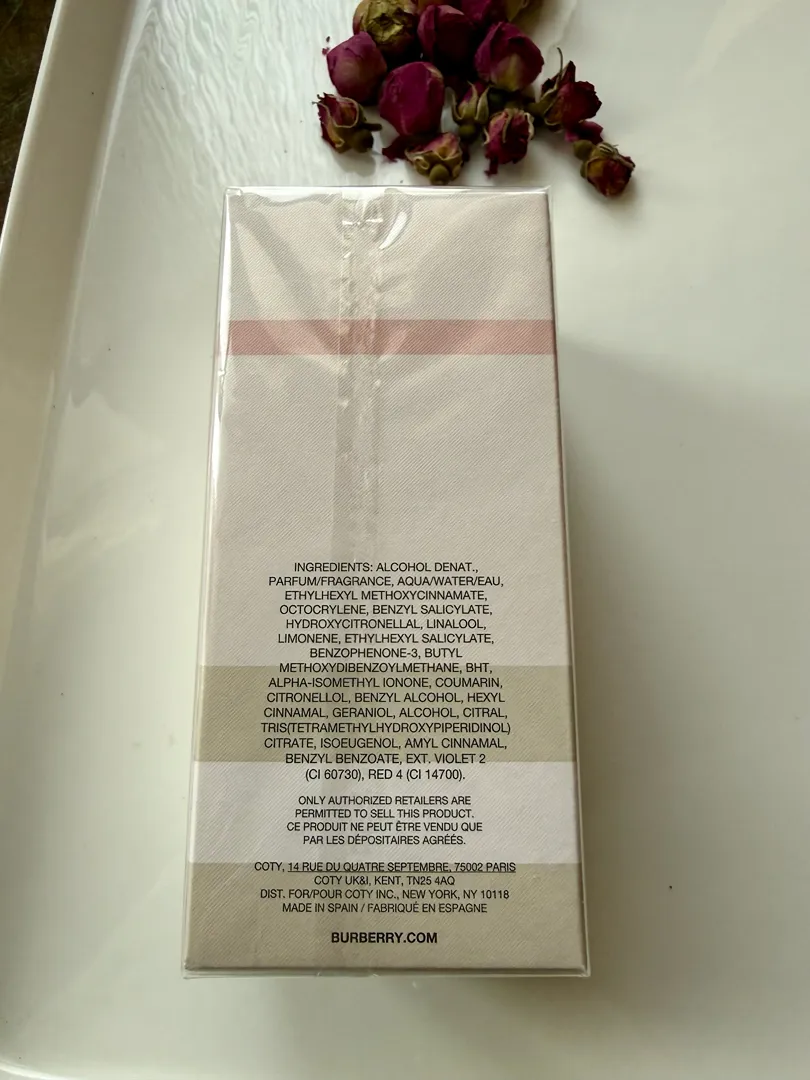 INGREDIENTS: ALCOHOL DENAT.,
PARFUM/FRAGRANCE, AQUA/WATER/EAU,
ETHYLHEXYL METHOXYCINNAMATE,
OCTOCRYLENE, BENZYL SALICYLATE,
HYDROXYCITRONELLAL, LINALOOL,
LIMONENE, ETHYLHEXYL SALICYLATE,
BENZOPHENONE-3, BUTYL
METHOXYDIBENZOYLMETHANE, BHT,
ALPHA-ISOMETHYL IONONE, COUMARIN,
CITRONELLOL, BENZYL ALCOHOL, HEXYL
CINNAMAL, GERANIOL, ALCOHOL, CITRAL,
TRIS(TETRAMETHYLHYDROXYPIPERIDINOL)
CITRATE, ISOEUGENOL, AMYL CINNAMAL,
BENZYL BENZOATE, EXT. VIOLET 2
(CI 60730), RED 4 (CI 14700).
ONLY AUTHORIZED RETAILERS ARE
PERMITTED TO SELL THIS PRODUCT.
CE PRODUIT NE PEUT ÊTRE VENDU QUE
PAR LES DÉPOSITAIRES AGRÉÉS.
COTY, 14 RUE DU QUATRE SEPTEMBRE, 75002 PARIS
COTY UK&I, KENT, TN25 4AQ
DIST. FOR/POUR COTY INC., NEW YORK, NY 10118
MADE IN SPAIN / FABRIQUÉ EN ESPAGNE
BURBERRY.COM